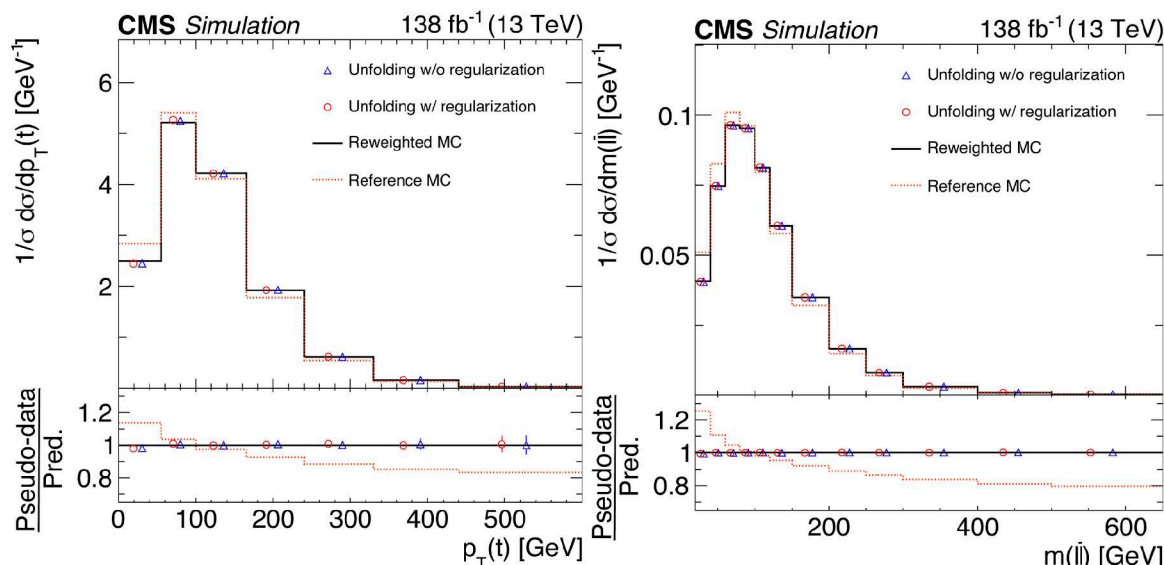 CMS Simulation 138 fb⁻¹ (13 TeV)
1/σ dσ/dp_T(t) [GeV⁻¹]
6
4
2
Unfolding w/o regularization
Unfolding w/ regularization
Reweighted MC
Reference MC
Pseudo-data
Pred.
1.2
1
0.8
0 100 200 300 400 500
p_T(t) [GeV]
CMS Simulation 138 fb⁻¹ (13 TeV)
1/σ dσ/dm(ll̄) [GeV⁻¹]
0.1
0.05
Unfolding w/o regularization
Unfolding w/ regularization
Reweighted MC
Reference MC
Pseudo-data
Pred.
1.2
1
0.8
200 400 600
m(ll̄) [GeV]